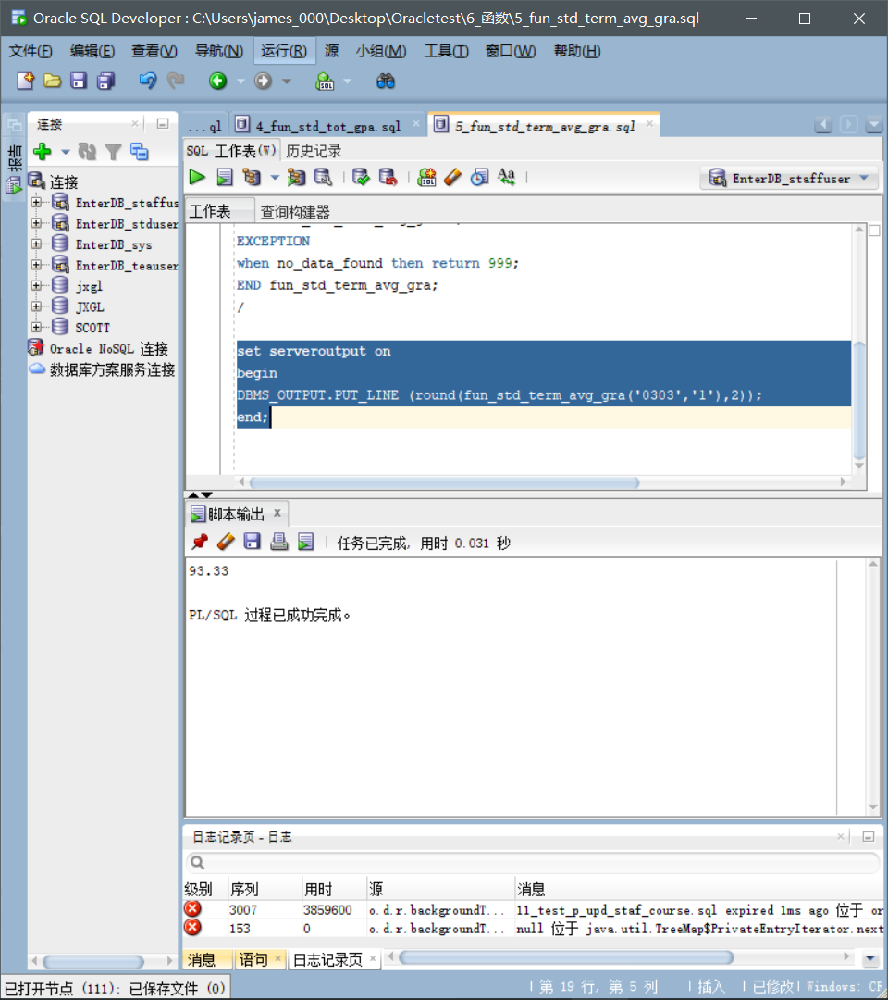 Oracle SQL Developer : C:\Users\james_000\Desktop\Oracletest\6_函数\5_fun_std_term_avg_gra.sql
文件(F) 编辑(E) 查看(V) 导航(N) 运行(R) 源 小组(M) 工具(T) 窗口(W) 帮助(H)
报告
连接
连接
EnterDB_staffus
EnterDB_stduser
EnterDB_sys
EnterDB_teauser
jxgl
JXGL
SCOTT
Oracle NoSQL 连接
数据库方案服务连接
...ql 4_fun_std_tot_gpa.sql 5_fun_std_term_avg_gra.sql
SQL 工作表(W) 历史记录
EnterDB_staffuser
工作表 查询构建器
EXCEPTION
when no_data_found then return 999;
END fun_std_term_avg_gra;
/
set serveroutput on
begin
DBMS_OUTPUT.PUT_LINE (round(fun_std_term_avg_gra('0303','1'),2));
end;
脚本输出
任务已完成, 用时 0.031 秒
93.33
PL/SQL 过程已成功完成。
日志记录页 - 日志
级别 序列 用时 源 消息
3007 3859600 o.d.r.backgroundT... 11_test_p_upd_staf_course.sql expired 1ms ago 位于 or
153 0 o.d.r.backgroundT... null 位于 java.util.TreeMap$PrivateEntryIterator.next
消息 语句 日志记录页
已打开节点 (111); 已保存文件 (0) 第 19 行, 第 5 列 插入 已修改 Windows: CR